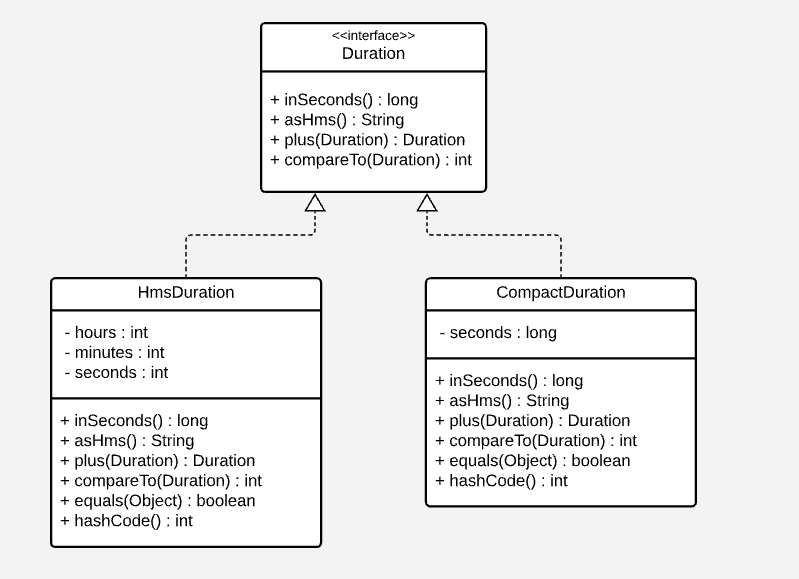 <<interface>>
Duration
+ inSeconds() : long
+ asHms() : String
+ plus(Duration) : Duration
+ compareTo(Duration) : int
HmsDuration
- hours : int
- minutes : int
- seconds : int
+ inSeconds() : long
+ asHms() : String
+ plus(Duration) : Duration
+ compareTo(Duration) : int
+ equals(Object) : boolean
+ hashCode() : int
CompactDuration
- seconds : long
+ inSeconds() : long
+ asHms() : String
+ plus(Duration) : Duration
+ compareTo(Duration) : int
+ equals(Object) : boolean
+ hashCode() : int